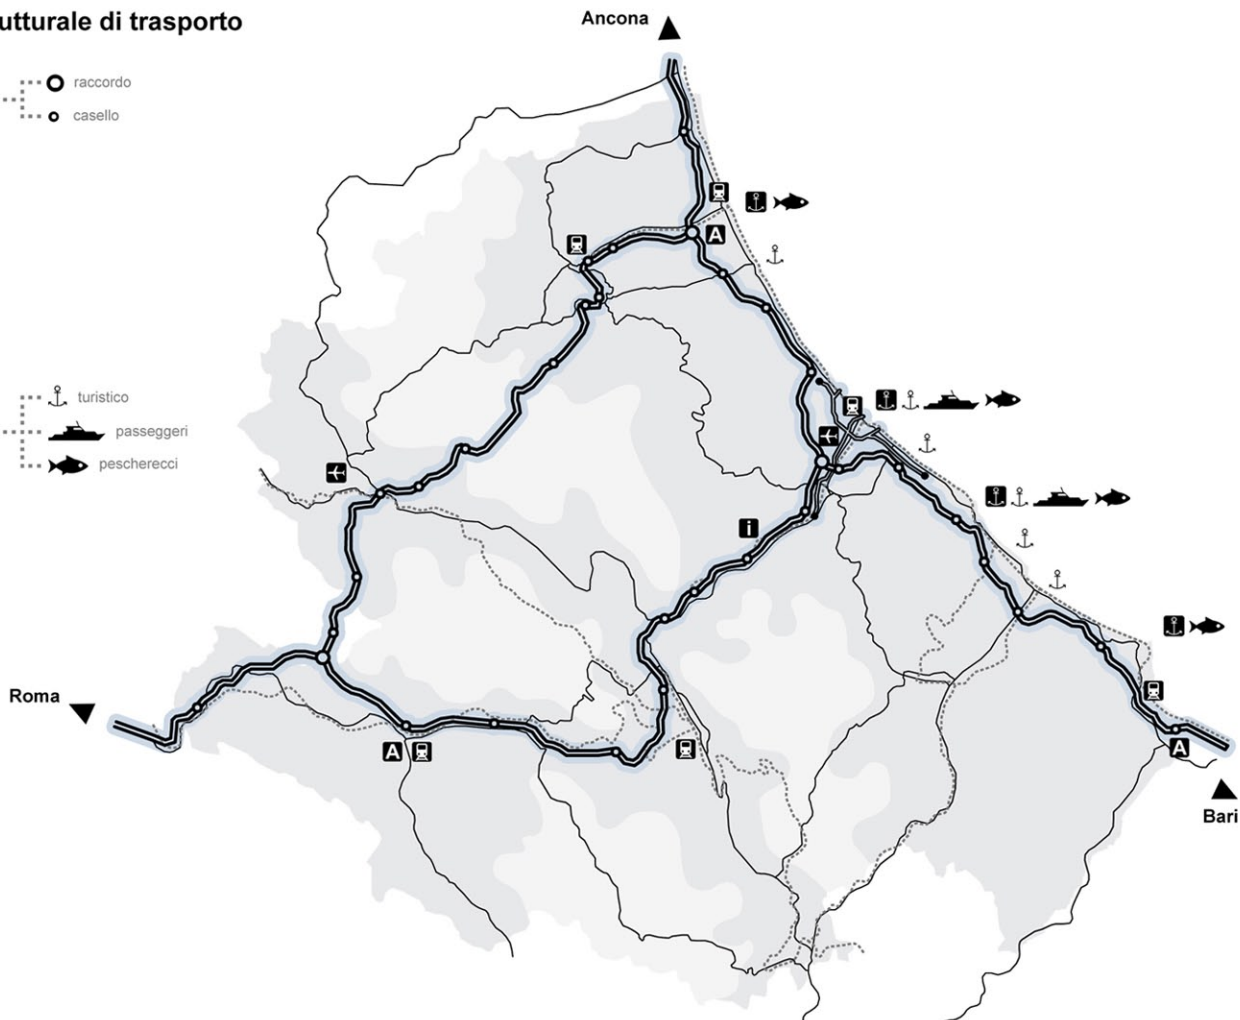 utturale di trasporto
Ancona
raccordo
casello
A
turistico
passeggeri
pescherecci
i
Roma
A
A
Bari